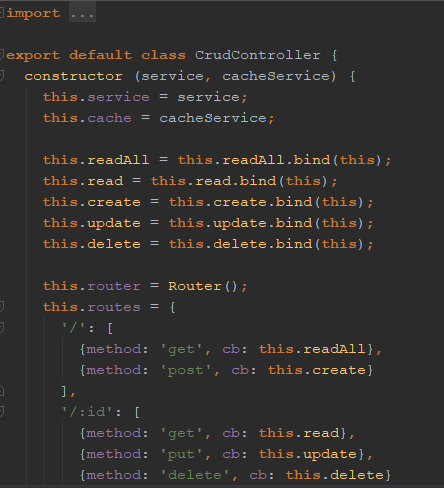 import ...
export default class CrudController {
constructor (service, cacheService) {
this.service = service;
this.cache = cacheService;
this.readAll = this.readAll.bind(this);
this.read = this.read.bind(this);
this.create = this.create.bind(this);
this.update = this.update.bind(this);
this.delete = this.delete.bind(this);
this.router = Router();
this.routes = {
'/': [
{method: 'get', cb: this.readAll},
{method: 'post', cb: this.create}
],
'/:id': [
{method: 'get', cb: this.read},
{method: 'put', cb: this.update},
{method: 'delete', cb: this.delete}